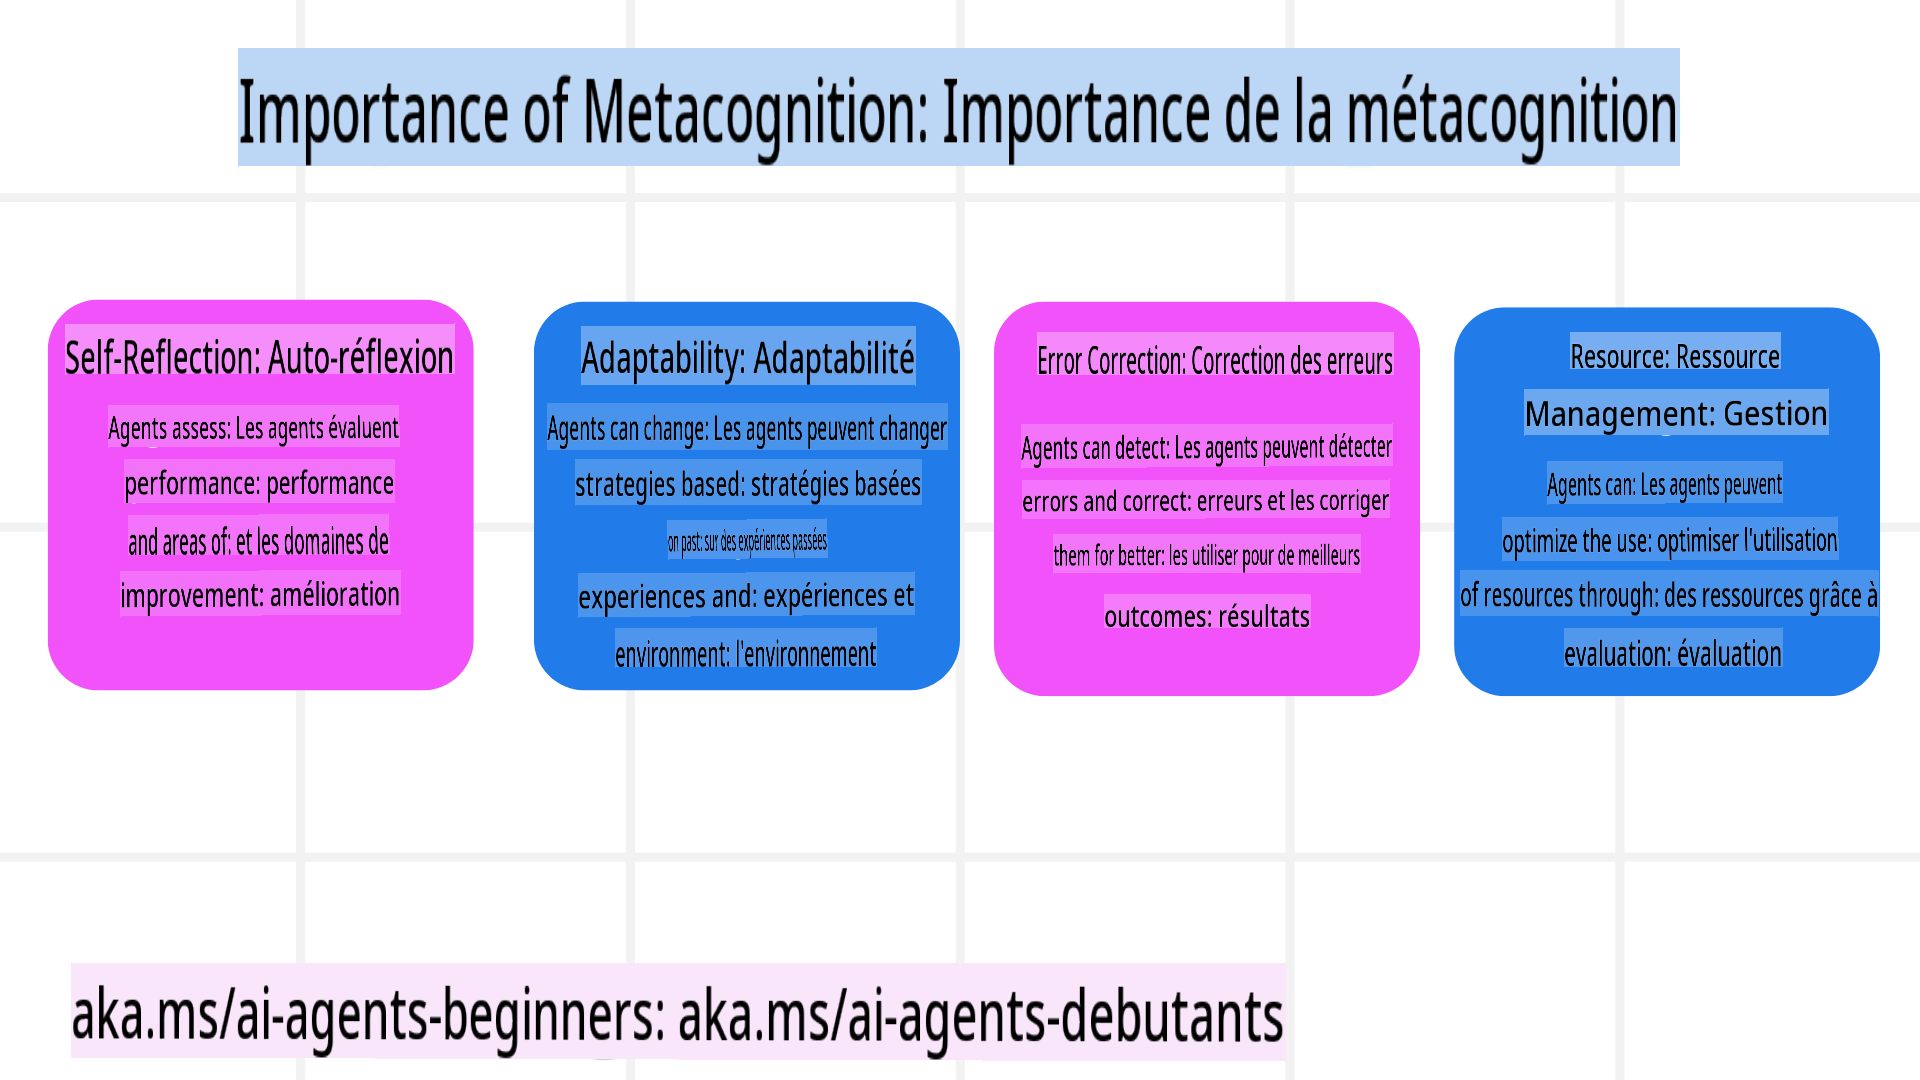 Importance of Metacognition: Importance de la métacognition
Self-Reflection: Auto-réflexion
Agents assess: Les agents évaluent
performance: performance
and areas of: et les domaines de
improvement: amélioration
Adaptability: Adaptabilité
Agents can change: Les agents peuvent changer
strategies based: stratégies basées
on past: sur des expériences passées
experiences and: expériences et
environment: l'environnement
Error Correction: Correction des erreurs
Agents can detect: Les agents peuvent détecter
errors and correct: erreurs et les corriger
them for better: les utiliser pour de meilleurs
outcomes: résultats
Resource: Ressource
Management: Gestion
Agents can: Les agents peuvent
optimize the use: optimiser l'utilisation
of resources through: des ressources grâce à
evaluation: évaluation
aka.ms/ai-agents-beginners: aka.ms/ai-agents-debutants